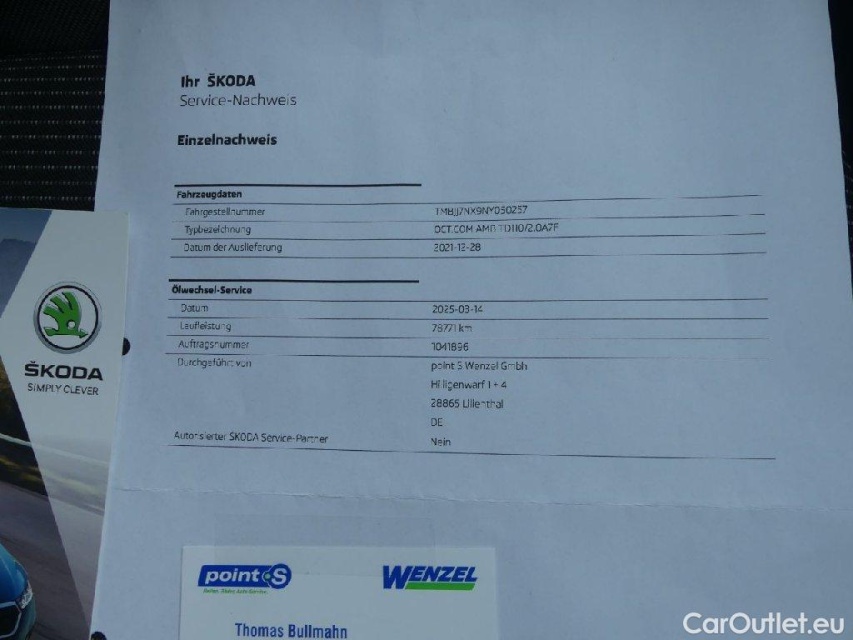 Ihr ŠKODA
Service-Nachweis
Einzelnachweis
Fahrzeugdaten
Fahrgestellnummer TMBJJ7NX9NY050257
Typbezeichnung OCT.COM AMB TD110/2.0A7F
Datum der Auslieferung 2021-12-28
Ölwechsel-Service
Datum 2025-03-14
Laufleistung 78771 km
Auftragsnummer 1041896
Durchgeführt von point S Wenzel Gmbh
Hilligenwarf 1 + 4
28865 Lilienthal
DE
Autorisierter ŠKODA Service-Partner Nein
ŠKODA
SIMPLY CLEVER
point S
WENZEL
Thomas Bullmahn
CarOutlet.eu